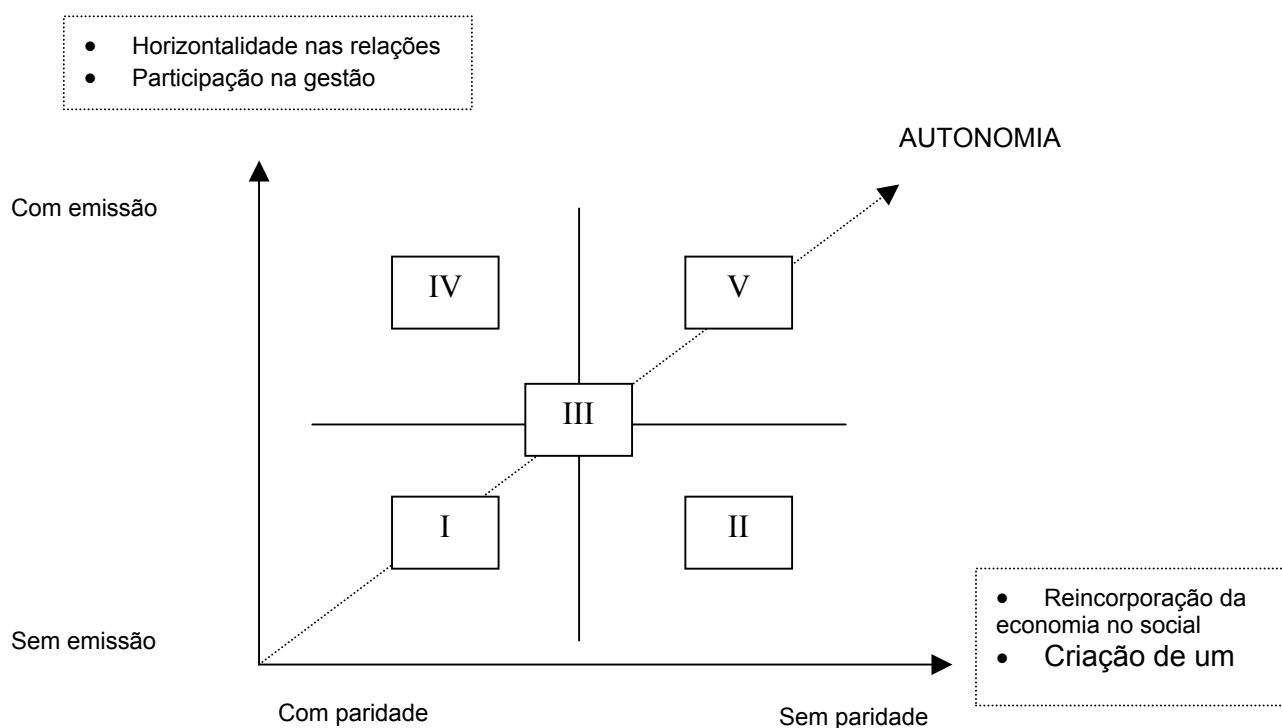 • Horizontalidade nas relações
• Participação na gestão
AUTONOMIA
Com emissão
IV
V
III
I
II
• Reincorporação da
economia no social
• Criação de um
Sem emissão
Com paridade
Sem paridade